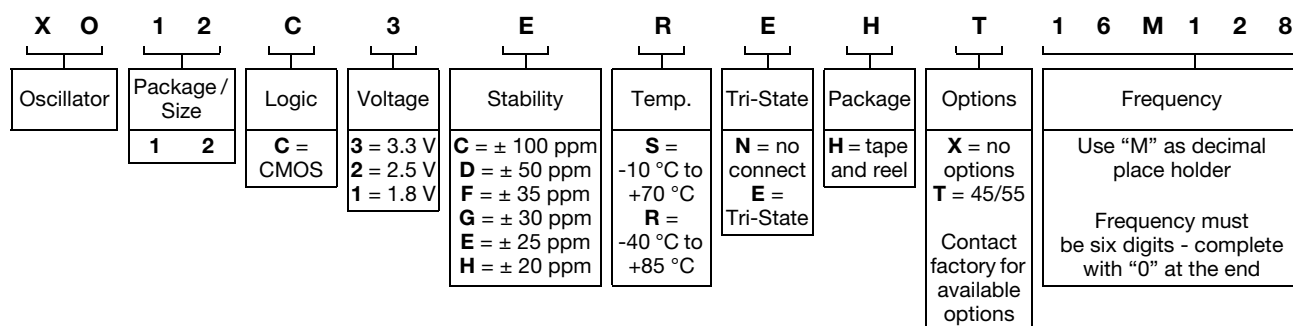 X O 1 2 C 3 E R E H T 1 6 M 1 2 8
Oscillator
Package /
Size
Logic
Voltage
Stability
Temp.
Tri-State
Package
Options
Frequency
1 2
C =
CMOS
3 = 3.3 V
2 = 2.5 V
1 = 1.8 V
C = ± 100 ppm
D = ± 50 ppm
F = ± 35 ppm
G = ± 30 ppm
E = ± 25 ppm
H = ± 20 ppm
S =
-10 °C to
+70 °C
R =
-40 °C to
+85 °C
N = no
connect
E =
Tri-State
H = tape
and reel
X = no
options
T = 45/55
Contact
factory for
available
options
Use “M” as decimal
place holder
Frequency must
be six digits - complete
with “0” at the end